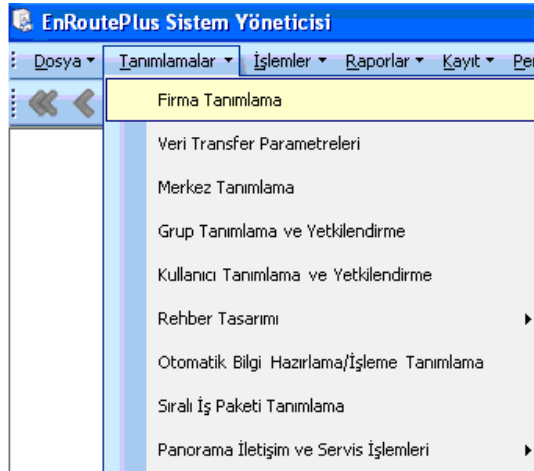 EnRoutePlus Sistem Yöneticisi
Dosya Tanımlamalar İşlemler Raporlar Kayıt
Firma Tanımlama
Veri Transfer Parametreleri
Merkez Tanımlama
Grup Tanımlama ve Yetkilendirme
Kullanıcı Tanımlama ve Yetkilendirme
Rehber Tasarımı
Otomatik Bilgi Hazırlama/İşleme Tanımlama
Sıralı İş Paketi Tanımlama
Panorama İletişim ve Servis İşlemleri